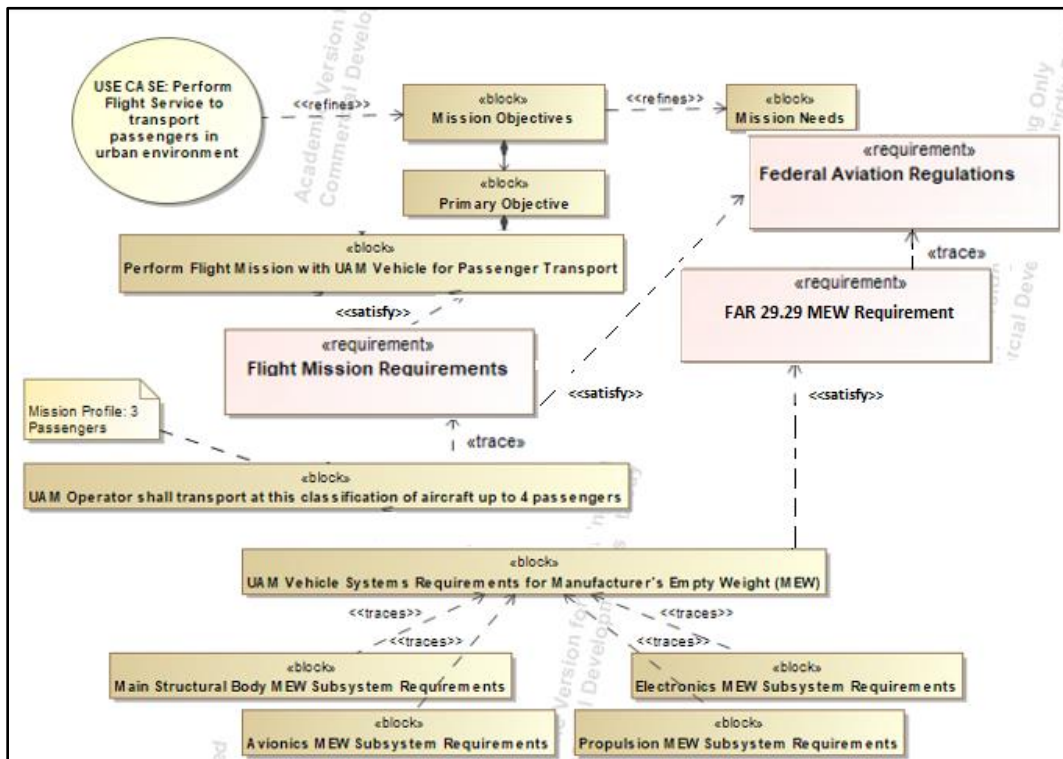 USE CASE: Perform
Flight Service to
transport
passengers in
urban environment
<<refines>>
«block»
Mission Objectives
<<refines>>
«block»
Mission Needs
«block»
Primary Objective
«requirement»
Federal Aviation Regulations
«block»
Perform Flight Mission with UAM Vehicle for Passenger Transport
«trace»
«requirement»
FAR 29.29 MEW Requirement
<<satisfy>>
«requirement»
Flight Mission Requirements
<<satisfy>>
<<satisfy>>
Mission Profile: 3
Passengers
«trace»
«block»
UAM Operator shall transport at this classification of aircraft up to 4 passengers
«block»
UAM Vehicle Systems Requirements for Manufacturer's Empty Weight (MEW)
<<traces>>
<<traces>>
<<traces>>
<<traces>>
«block»
Main Structural Body MEW Subsystem Requirements
«block»
Electronics MEW Subsystem Requirements
«block»
Avionics MEW Subsystem Requirements
«block»
Propulsion MEW Subsystem Requirements
Academic Version for
Commercial Develop